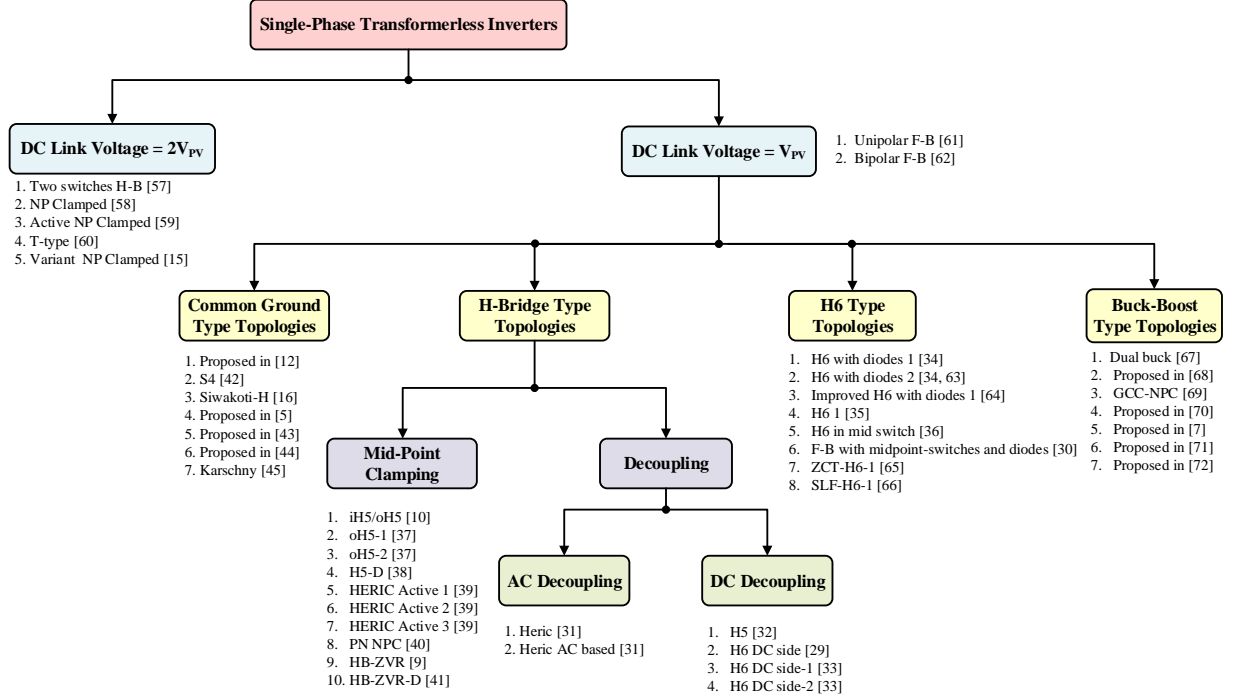 Single-Phase Transformerless Inverters
DC Link Voltage = 2VPV
1. Two switches H-B [57]
2. NP Clamped [58]
3. Active NP Clamped [59]
4. T-type [60]
5. Variant NP Clamped [15]
DC Link Voltage = VPV
1. Unipolar F-B [61]
2. Bipolar F-B [62]
Common Ground
Type Topologies
1. Proposed in [12]
2. S4 [42]
3. Siwakoti-H [16]
4. Proposed in [5]
5. Proposed in [43]
6. Proposed in [44]
7. Karschny [45]
H-Bridge Type
Topologies
Mid-Point
Clamping
1. iH5/oH5 [10]
2. oH5-1 [37]
3. oH5-2 [37]
4. H5-D [38]
5. HERIC Active 1 [39]
6. HERIC Active 2 [39]
7. HERIC Active 3 [39]
8. PN NPC [40]
9. HB-ZVR [9]
10. HB-ZVR-D [41]
Decoupling
AC Decoupling
1. Heric [31]
2. Heric AC based [31]
DC Decoupling
1. H5 [32]
2. H6 DC side [29]
3. H6 DC side-1 [33]
4. H6 DC side-2 [33]
H6 Type
Topologies
1. H6 with diodes 1 [34]
2. H6 with diodes 2 [34, 63]
3. Improved H6 with diodes 1 [64]
4. H6 1 [35]
5. H6 in mid switch [36]
6. F-B with midpoint-switches and diodes [30]
7. ZCT-H6-1 [65]
8. SLF-H6-1 [66]
Buck-Boost
Type Topologies
1. Dual buck [67]
2. Proposed in [68]
3. GCC-NPC [69]
4. Proposed in [70]
5. Proposed in [7]
6. Proposed in [71]
7. Proposed in [72]